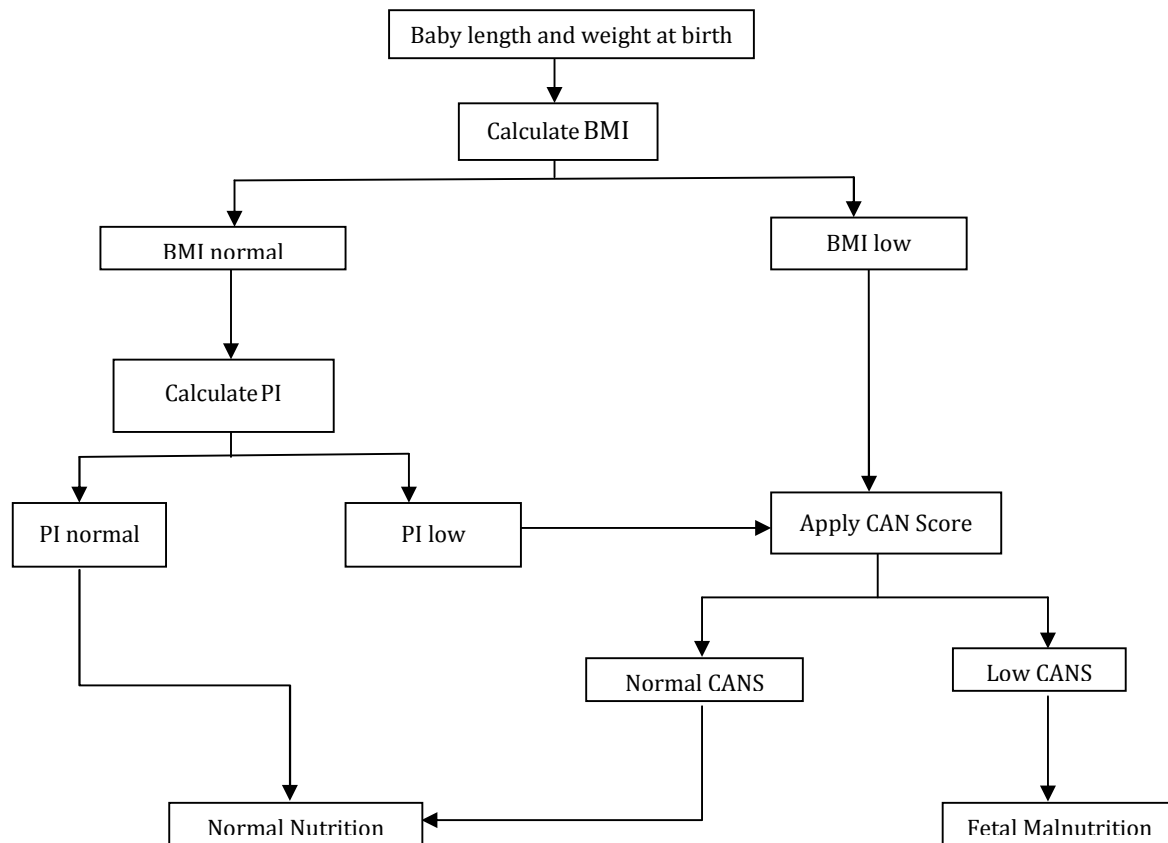 Baby length and weight at birth
Calculate BMI
BMI normal
BMI low
Calculate PI
PI normal
PI low
Apply CAN Score
Normal CANS
Low CANS
Normal Nutrition
Fetal Malnutrition